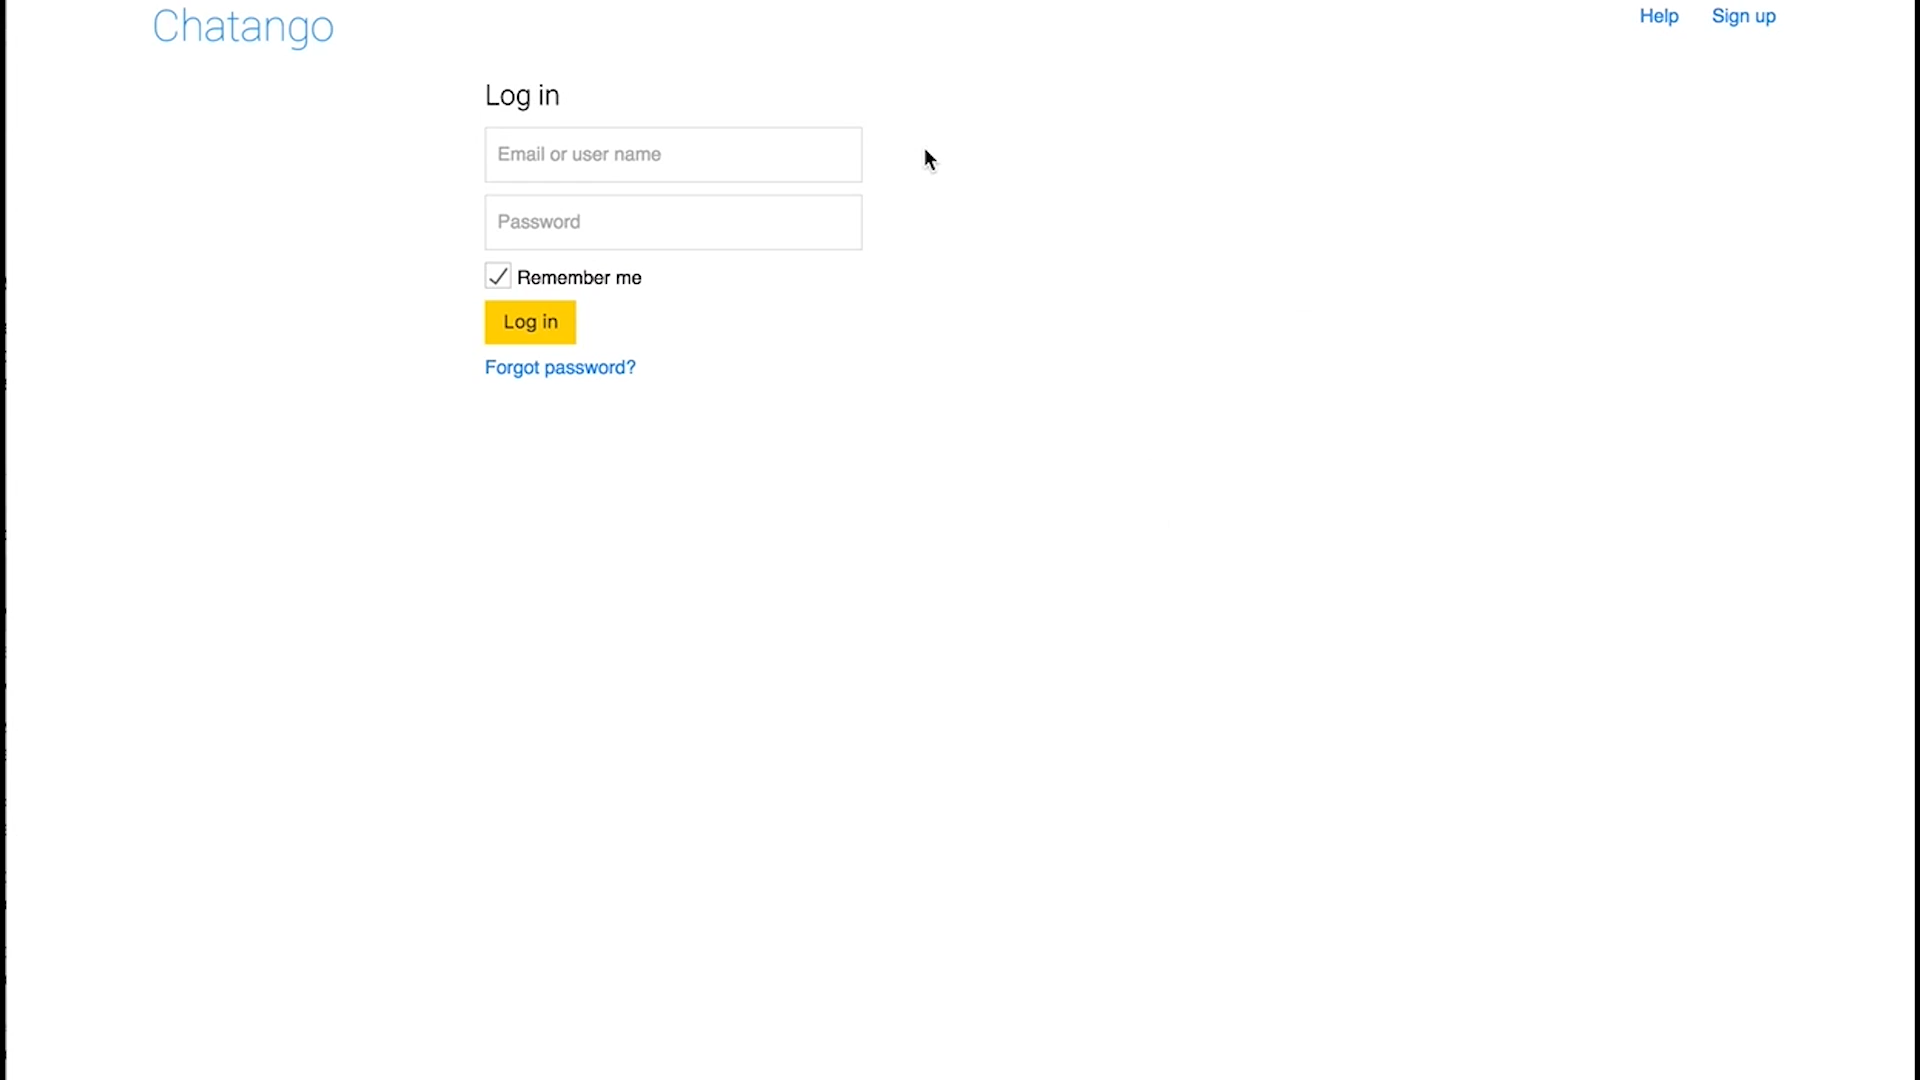 Chatango
Help
Sign up
Log in
Email or user name
Password
Remember me
Log in
Forgot password?